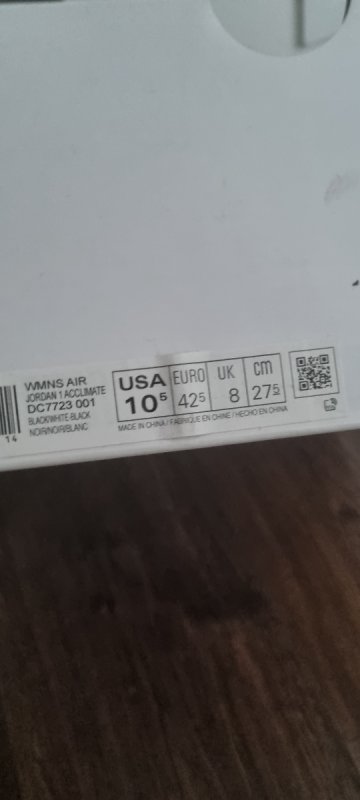 WMNS AIR
JORDAN 1 ACCLIMATE
DC7723 001
BLACK/WHITE-BLACK
NOIR/NOIR/BLANC
14
USA EURO UK cm
10⁵ 42⁵ 8 27⁵
MADE IN CHINA / FABRIQUE EN CHINE / HECHO EN CHINA